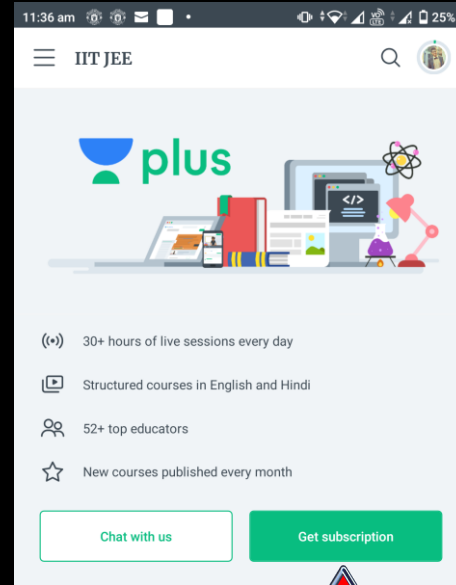 11:36 am 25%
IIT JEE
plus
</>
30+ hours of live sessions every day
Structured courses in English and Hindi
52+ top educators
New courses published every month
Chat with us
Get subscription